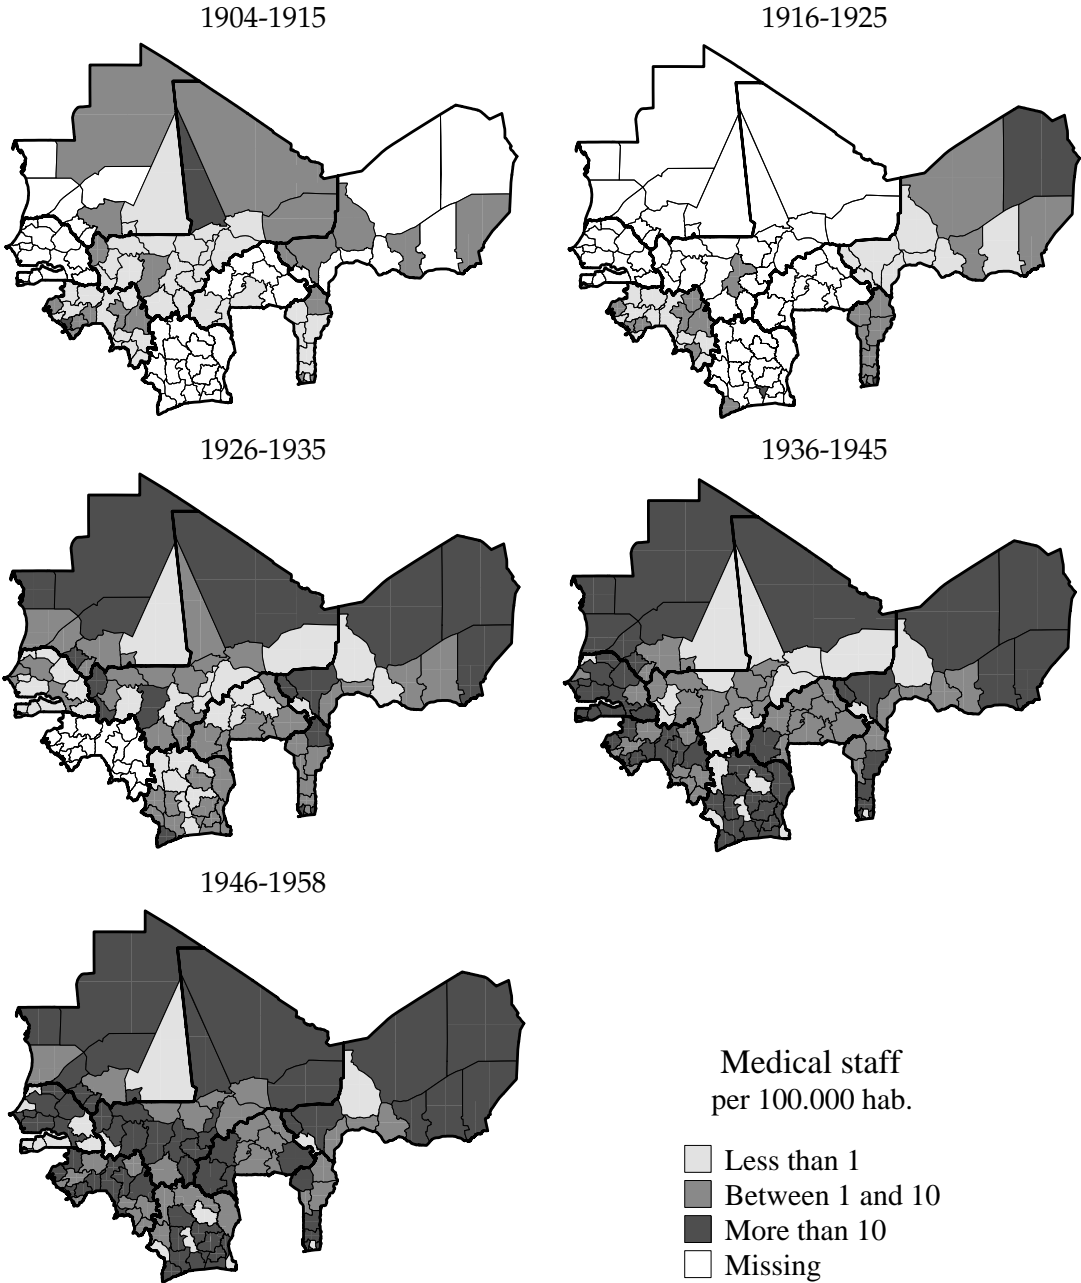 1904-1915
1916-1925
1926-1935
1936-1945
1946-1958
Medical staff
per 100.000 hab.
Less than 1
Between 1 and 10
More than 10
Missing